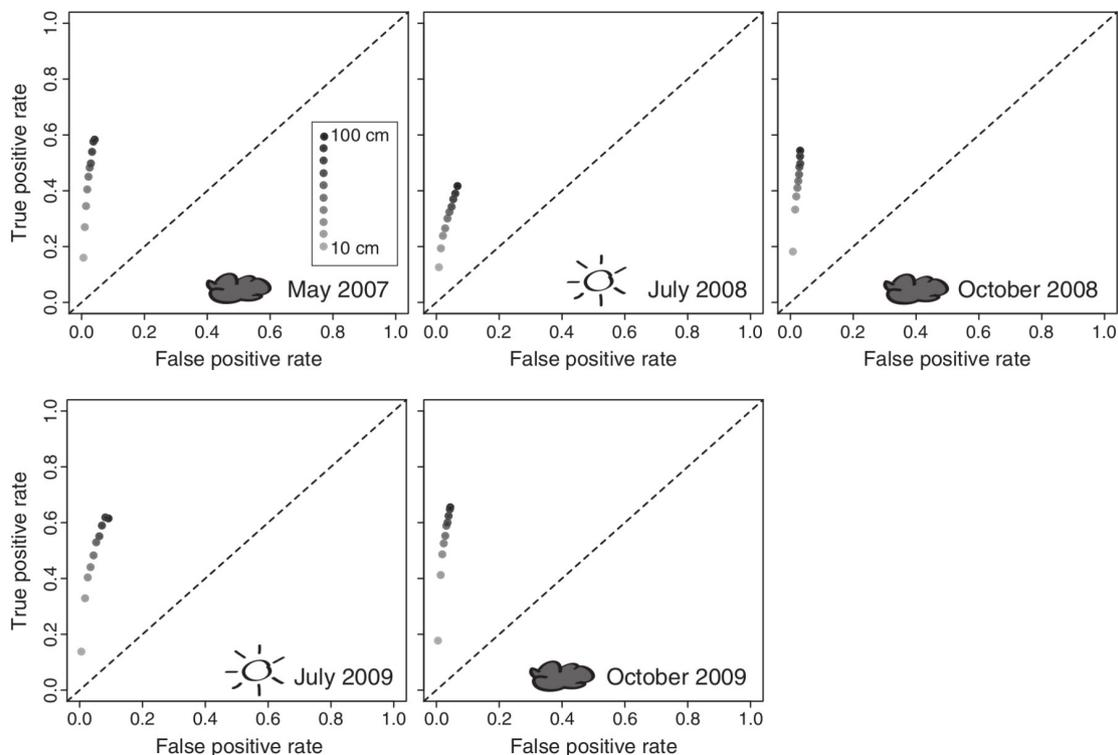 1.0
0.8
0.6
0.4
0.2
0.0
True positive rate
100 cm
10 cm
May 2007
0.0 0.2 0.4 0.6 0.8 1.0
False positive rate
July 2008
0.0 0.2 0.4 0.6 0.8 1.0
False positive rate
October 2008
0.0 0.2 0.4 0.6 0.8 1.0
False positive rate
1.0
0.8
0.6
0.4
0.2
0.0
True positive rate
July 2009
0.0 0.2 0.4 0.6 0.8 1.0
False positive rate
October 2009
0.0 0.2 0.4 0.6 0.8 1.0
False positive rate